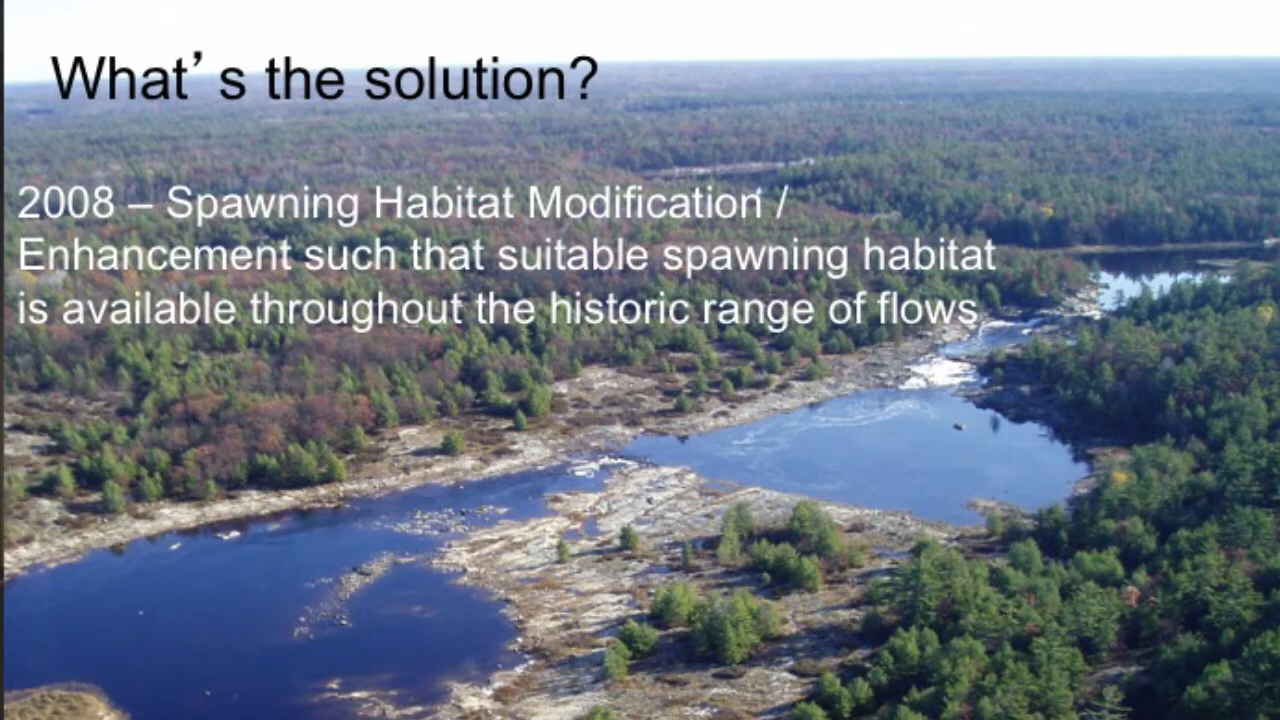 What's the solution?
2008 – Spawning Habitat Modification /
Enhancement such that suitable spawning habitat
is available throughout the historic range of flows